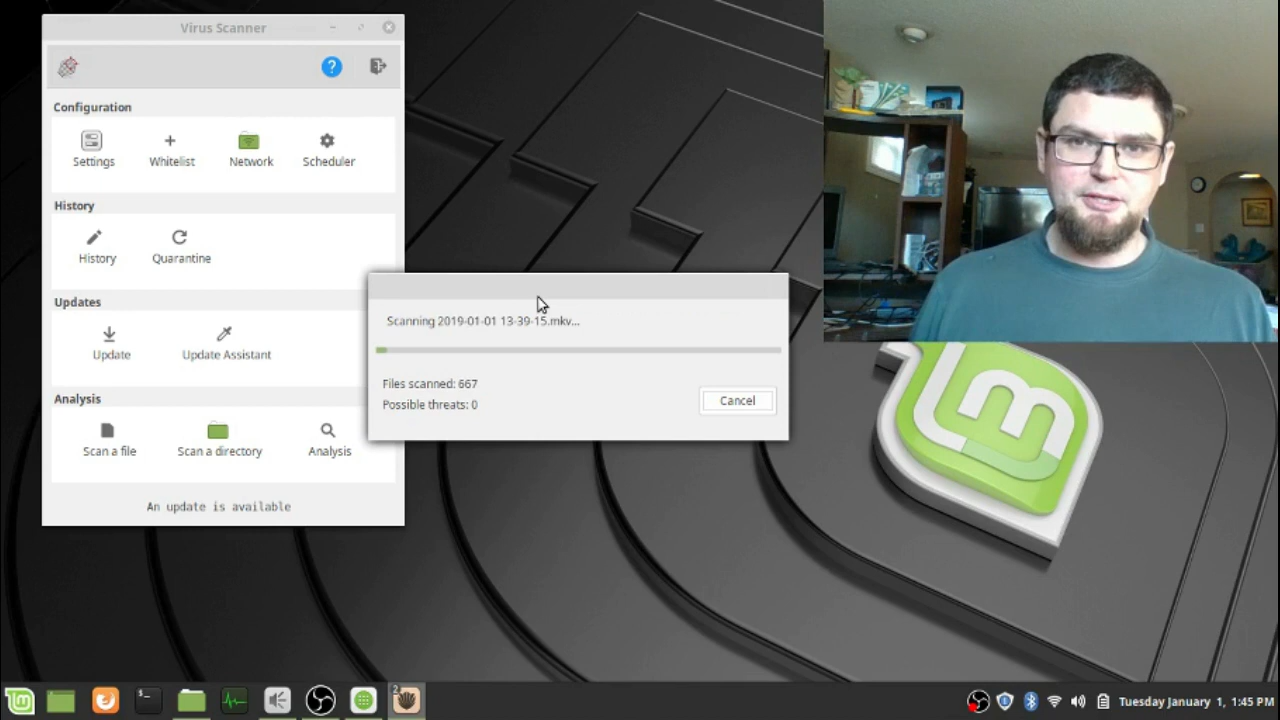 Virus Scanner
Configuration
Settings
Whitelist
Network
Scheduler
History
History
Quarantine
Updates
Update
Update Assistant
Analysis
Scan a file
Scan a directory
Analysis
An update is available
Scanning 2019-01-01 13-39-15.mkv...
Files scanned: 667
Possible threats: 0
Cancel
Tuesday January 1, 1:45 PM